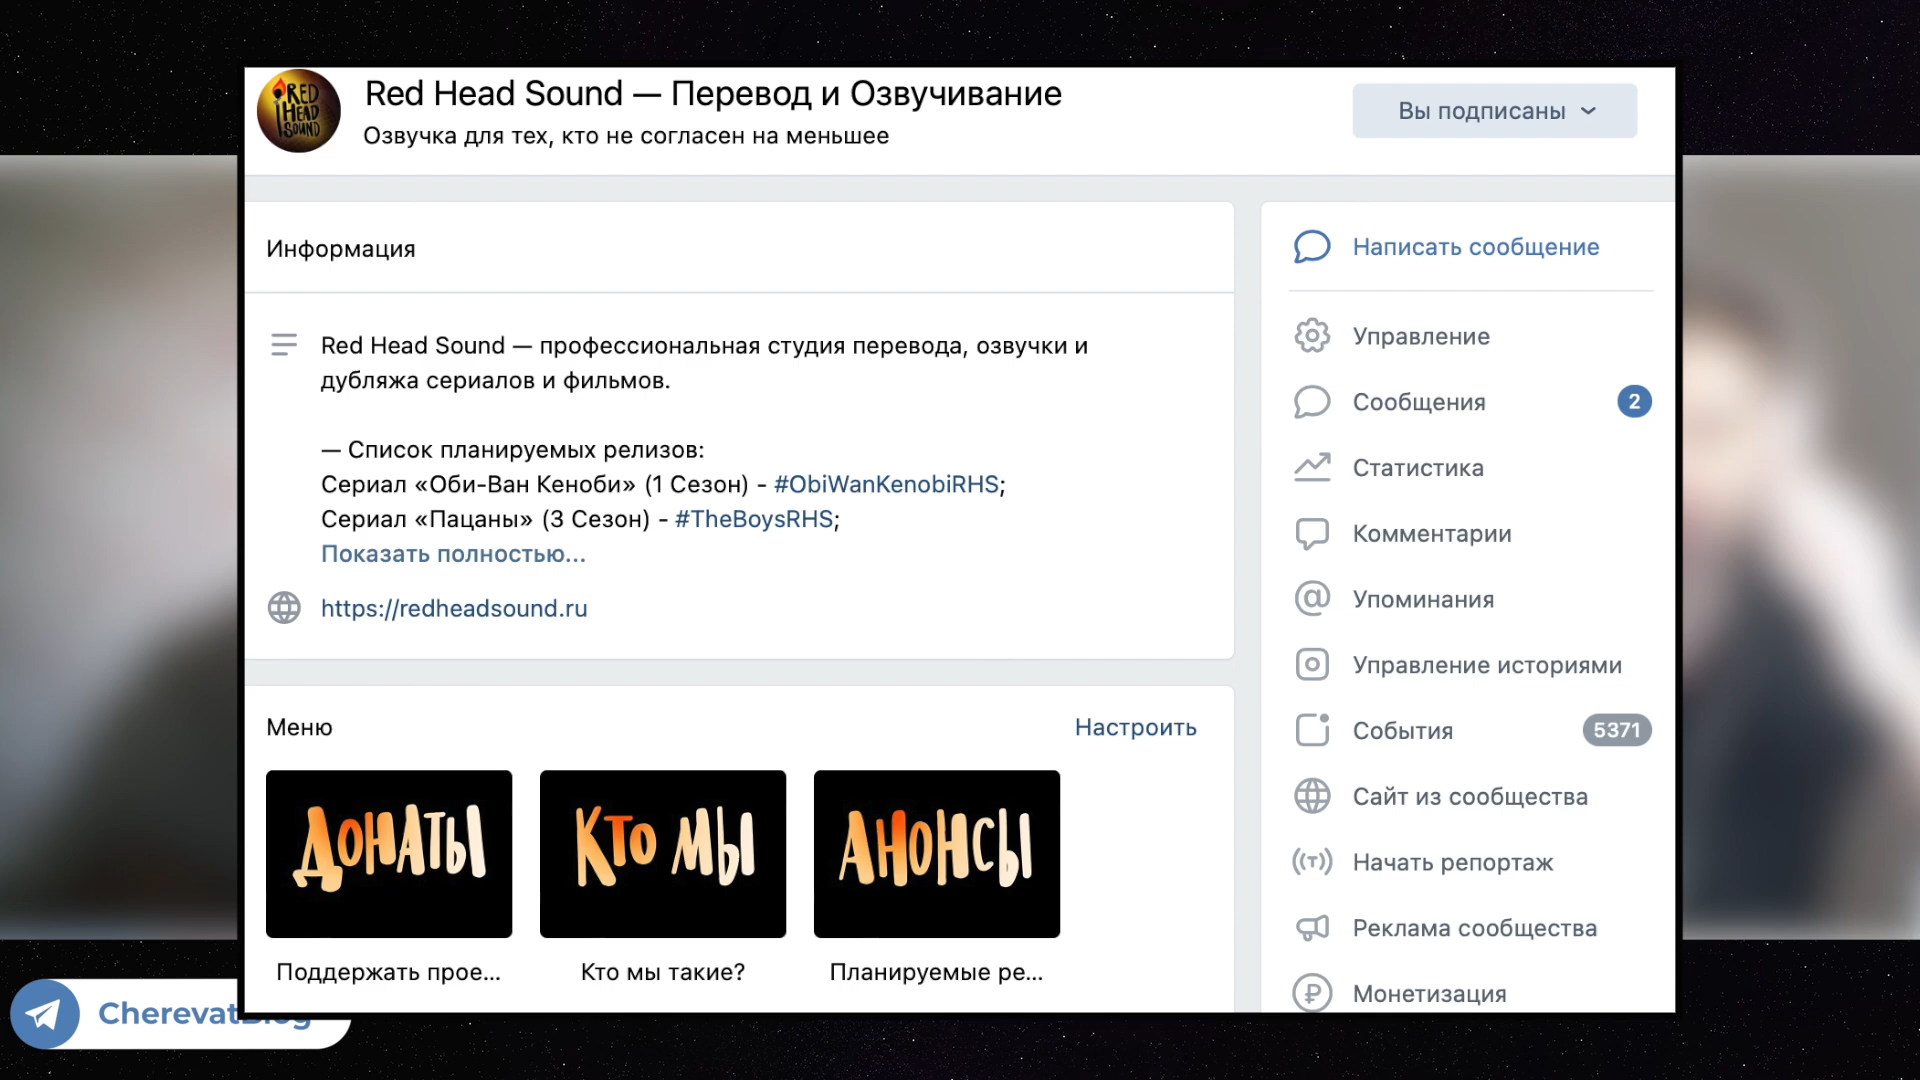 RED
HEAD
SOUND
Red Head Sound — Перевод и Озвучивание
Озвучка для тех, кто не согласен на меньшее
Вы подписаны
Информация
Red Head Sound — профессиональная студия перевода, озвучки и
дубляжа сериалов и фильмов.
— Список планируемых релизов:
Сериал «Оби-Ван Кеноби» (1 Сезон) - #ObiWanKenobiRHS;
Сериал «Пацаны» (3 Сезон) - #TheBoysRHS;
Показать полностью...
https://redheadsound.ru
Меню
Настроить
ДОНАТЫ
КТО МЫ
АНОНСЫ
Поддержать прое...
Кто мы такие?
Планируемые ре...
Написать сообщение
Управление
Сообщения
2
Статистика
Комментарии
Упоминания
Управление историями
События
5371
Сайт из сообщества
Начать репортаж
Реклама сообщества
Монетизация
CherevatBlog